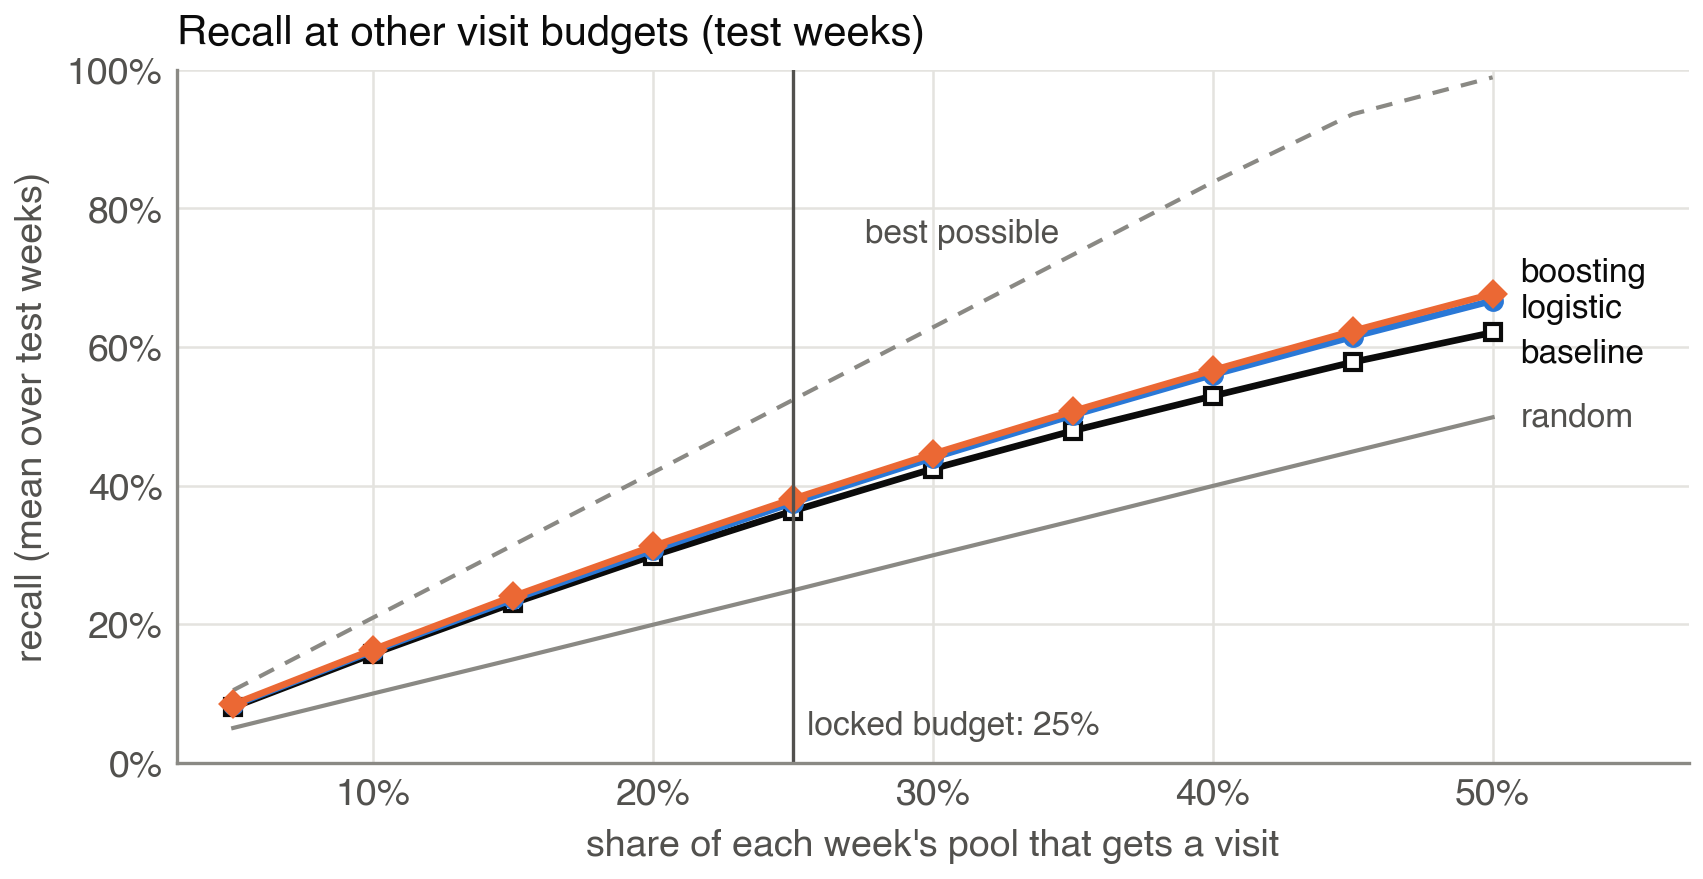 Recall at other visit budgets (test weeks)
recall (mean over test weeks)
100%
80%
60%
40%
20%
0%
best possible
boosting
logistic
baseline
random
locked budget: 25%
10%
20%
30%
40%
50%
share of each week's pool that gets a visit